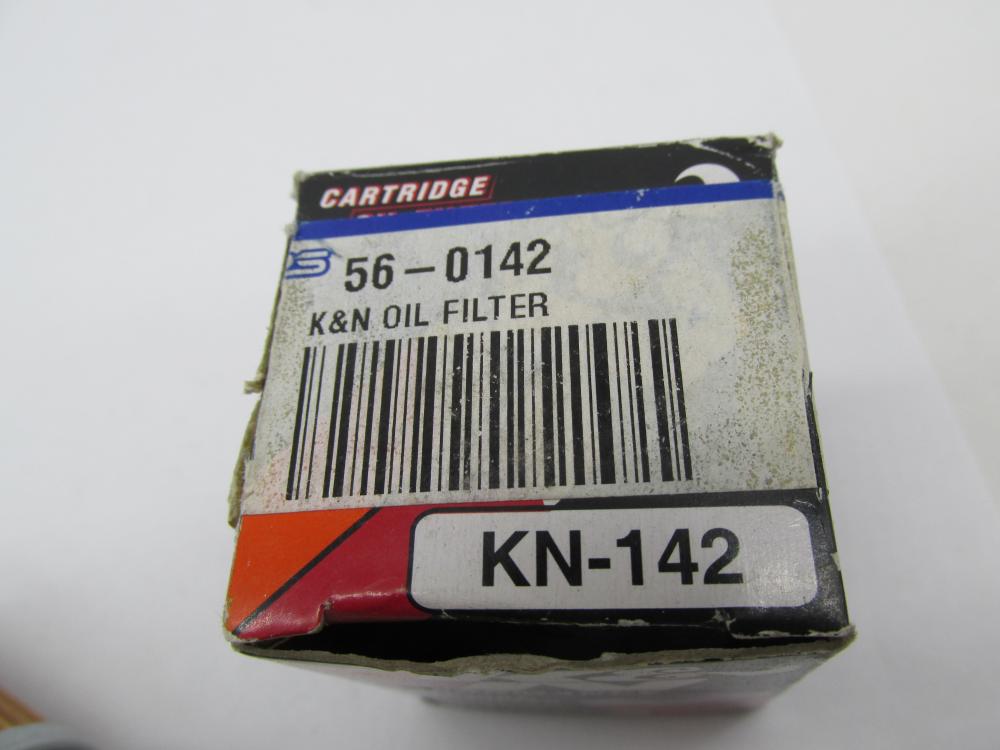 CARTRIDGE
S 56-0142
K&N OIL FILTER
KN-142